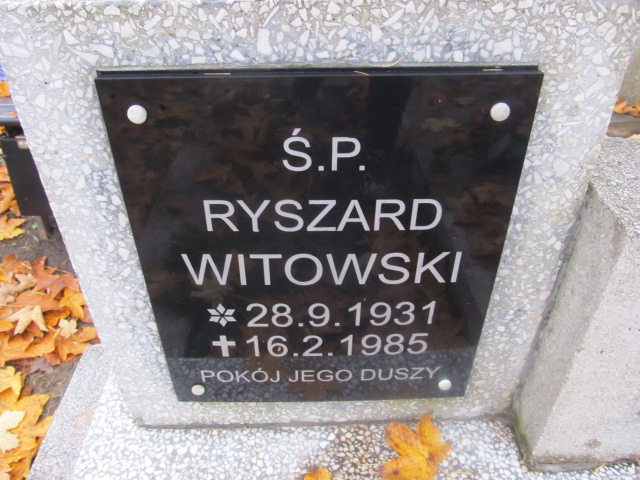 Ś.P.
RYSZARD
WITOWSKI
* 28.9.1931
✝ 16.2.1985
POKÓJ JEGO DUSZY